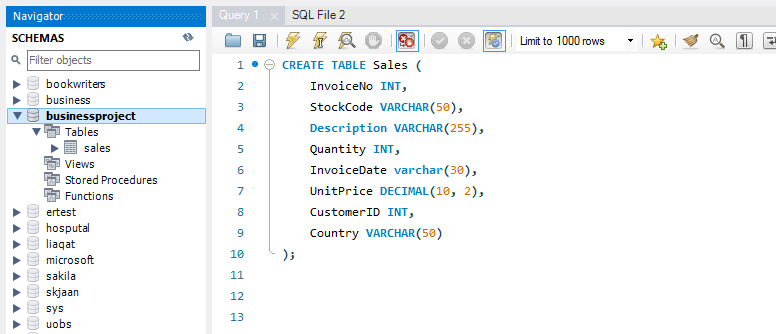 Navigator
SCHEMAS
Filter objects
bookwriters
business
businessproject
Tables
sales
Views
Stored Procedures
Functions
ertest
hosputal
liaqat
microsoft
sakila
skjaan
sys
uobs
Query 1
SQL File 2
Limit to 1000 rows
1 CREATE TABLE Sales (
2 InvoiceNo INT,
3 StockCode VARCHAR(50),
4 Description VARCHAR(255),
5 Quantity INT,
6 InvoiceDate varchar(30),
7 UnitPrice DECIMAL(10, 2),
8 CustomerID INT,
9 Country VARCHAR(50)
10 );
11
12
13